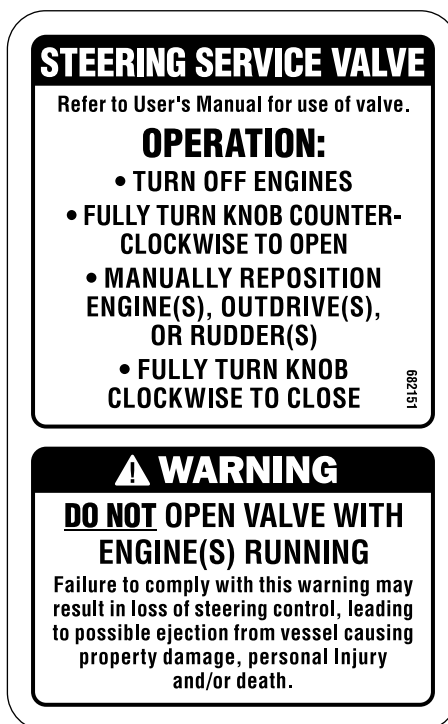 STEERING SERVICE VALVE
Refer to User's Manual for use of valve.
OPERATION:
• TURN OFF ENGINES
• FULLY TURN KNOB COUNTER-
CLOCKWISE TO OPEN
• MANUALLY REPOSITION
ENGINE(S), OUTDRIVE(S),
OR RUDDER(S)
• FULLY TURN KNOB
CLOCKWISE TO CLOSE
682151
WARNING
DO NOT OPEN VALVE WITH
ENGINE(S) RUNNING
Failure to comply with this warning may
result in loss of steering control, leading
to possible ejection from vessel causing
property damage, personal Injury
and/or death.